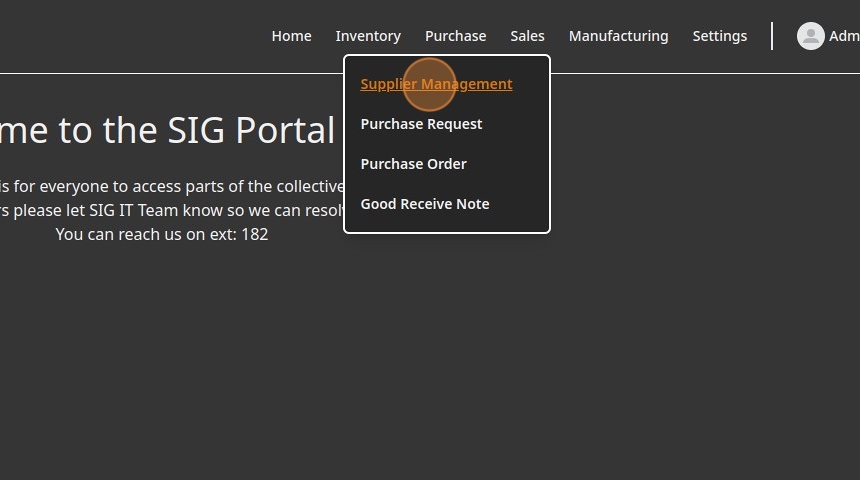 Home Inventory Purchase Sales Manufacturing Settings Adm
Supplier Management
Purchase Request
Purchase Order
Good Receive Note
me to the SIG Portal
is for everyone to access parts of the collective
rs please let SIG IT Team know so we can resolv
You can reach us on ext: 182